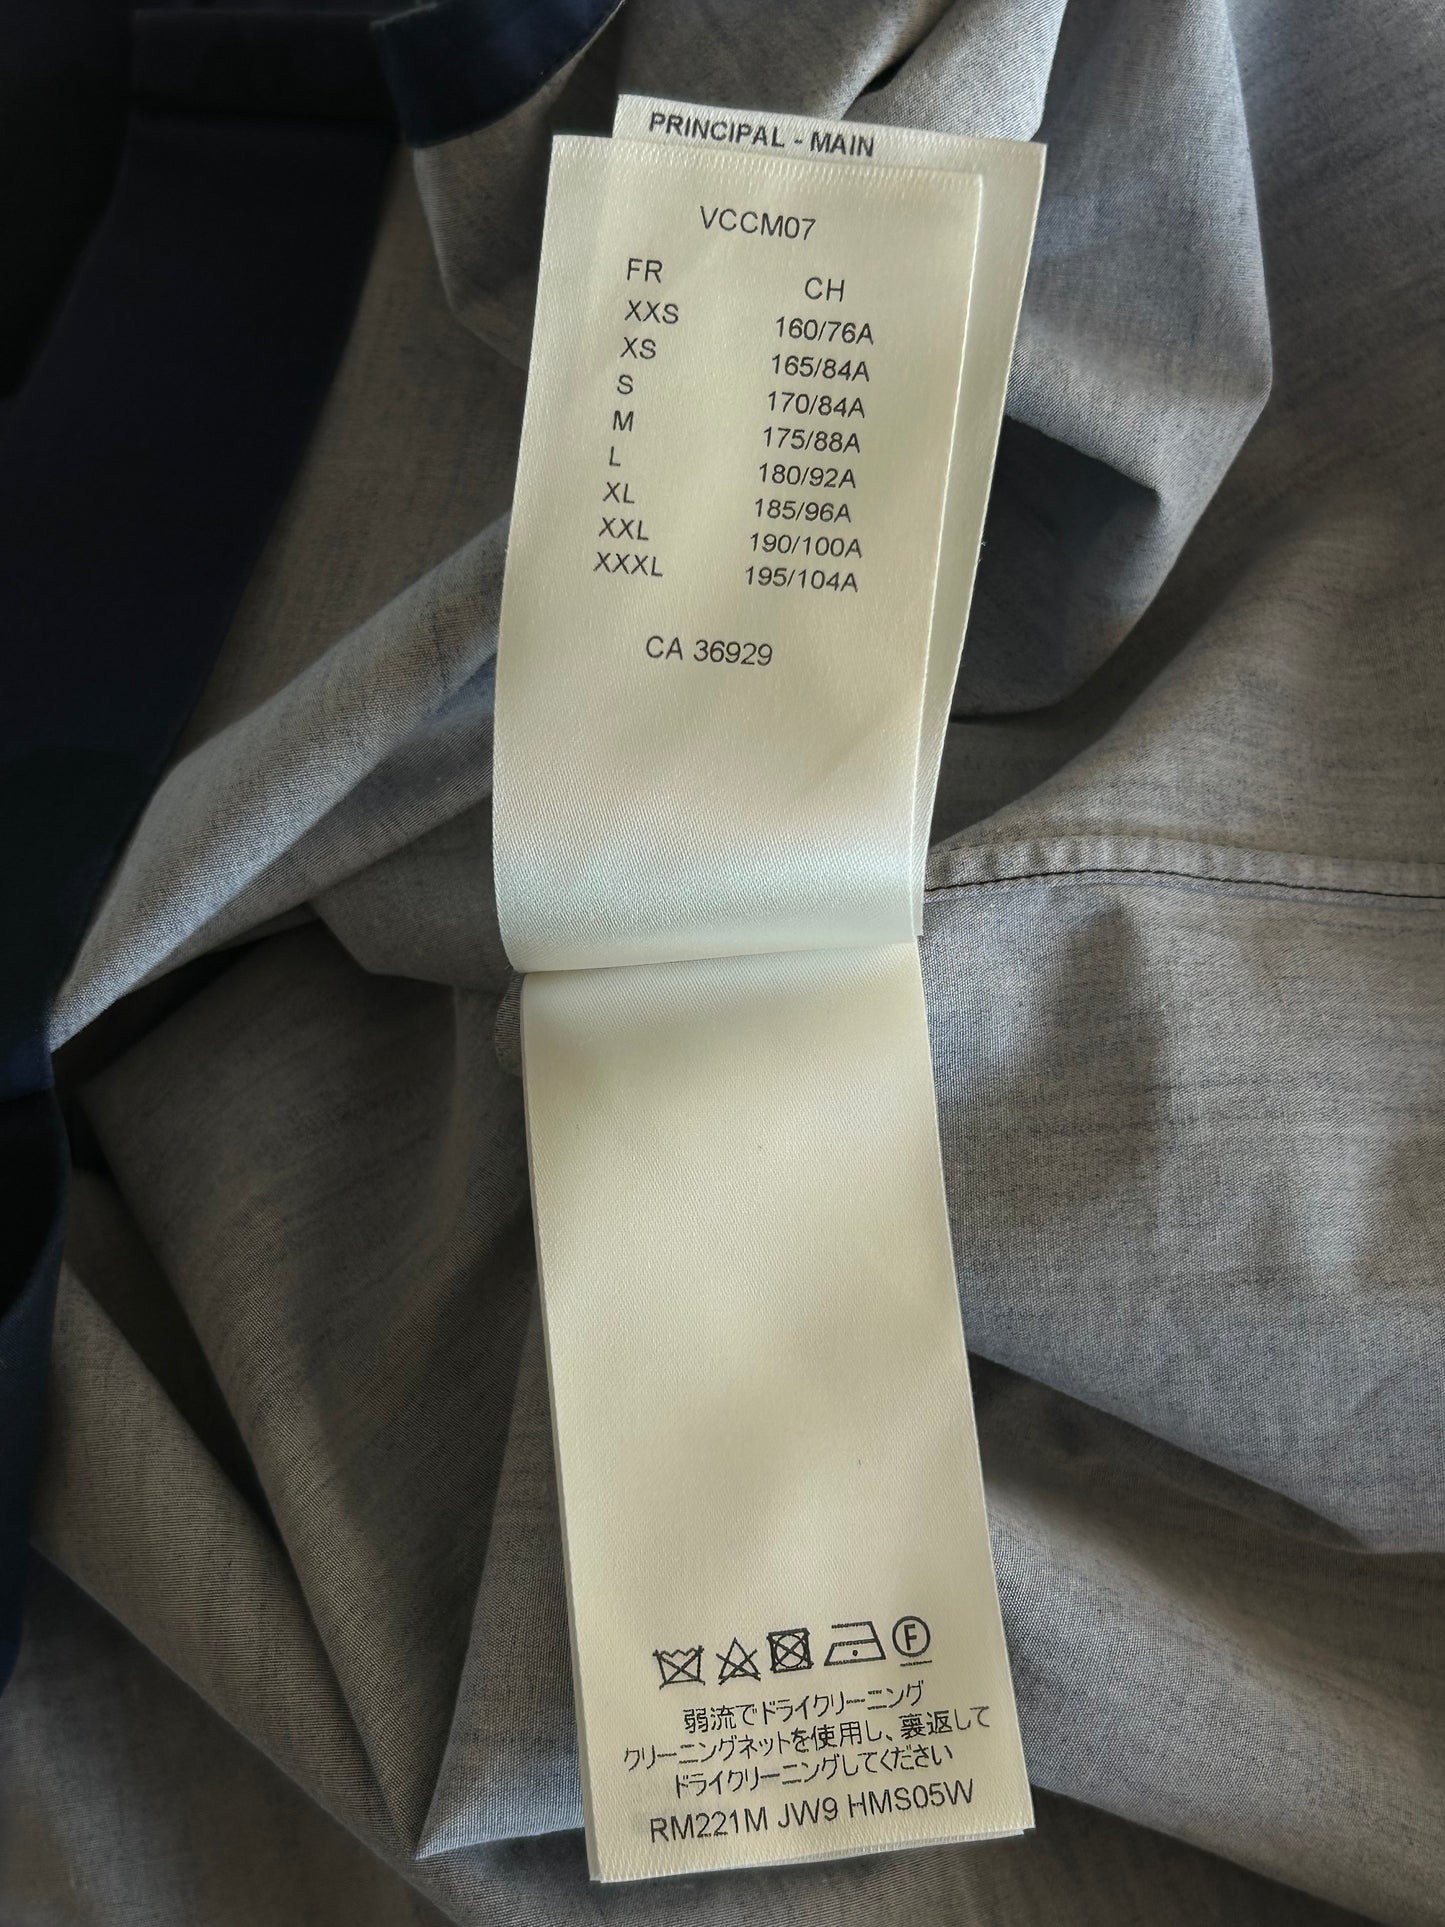 PRINCIPAL - MAIN
VCCM07
FR CH
XXS 160/76A
XS 165/84A
S 170/84A
M 175/88A
L 180/92A
XL 185/96A
XXL 190/100A
XXXL 195/104A
CA 36929
F
弱流でドライクリーニング
クリーニングネットを使用し、裏返して
ドライクリーニングしてください
RM221M JW9 HMS05W